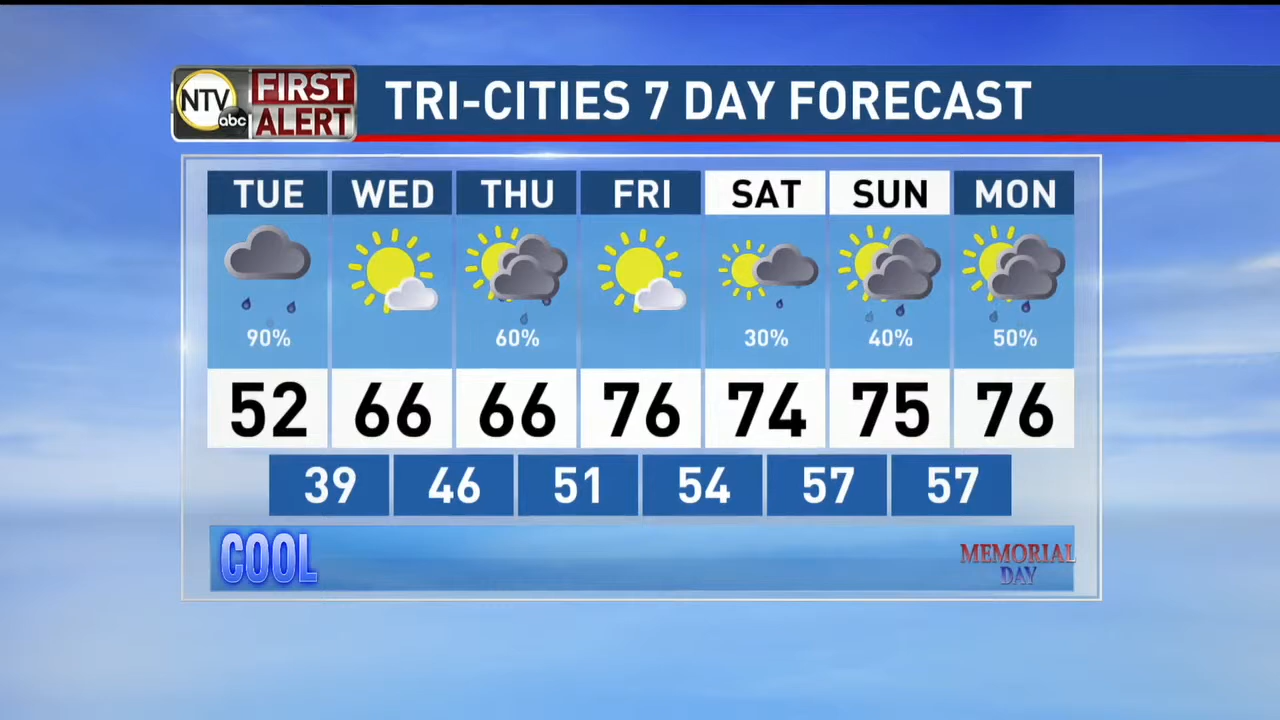 NTV
abc
FIRST
ALERT
TRI-CITIES 7 DAY FORECAST
TUE WED THU FRI SAT SUN MON
90% 60% 30% 40% 50%
52 66 66 76 74 75 76
39 46 51 54 57 57
COOL
MEMORIAL
DAY